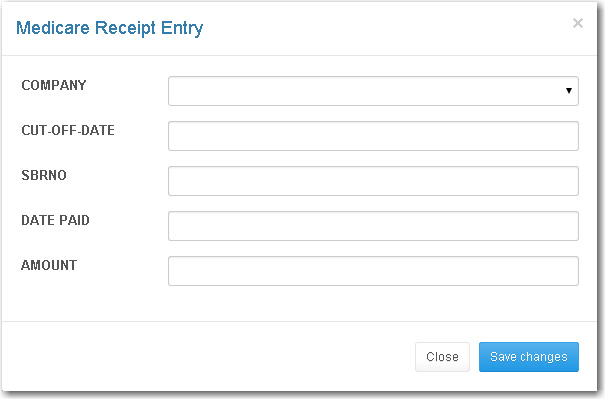 Medicare Receipt Entry ×
COMPANY
CUT-OFF-DATE
SBRNO
DATE PAID
AMOUNT
Close Save changes